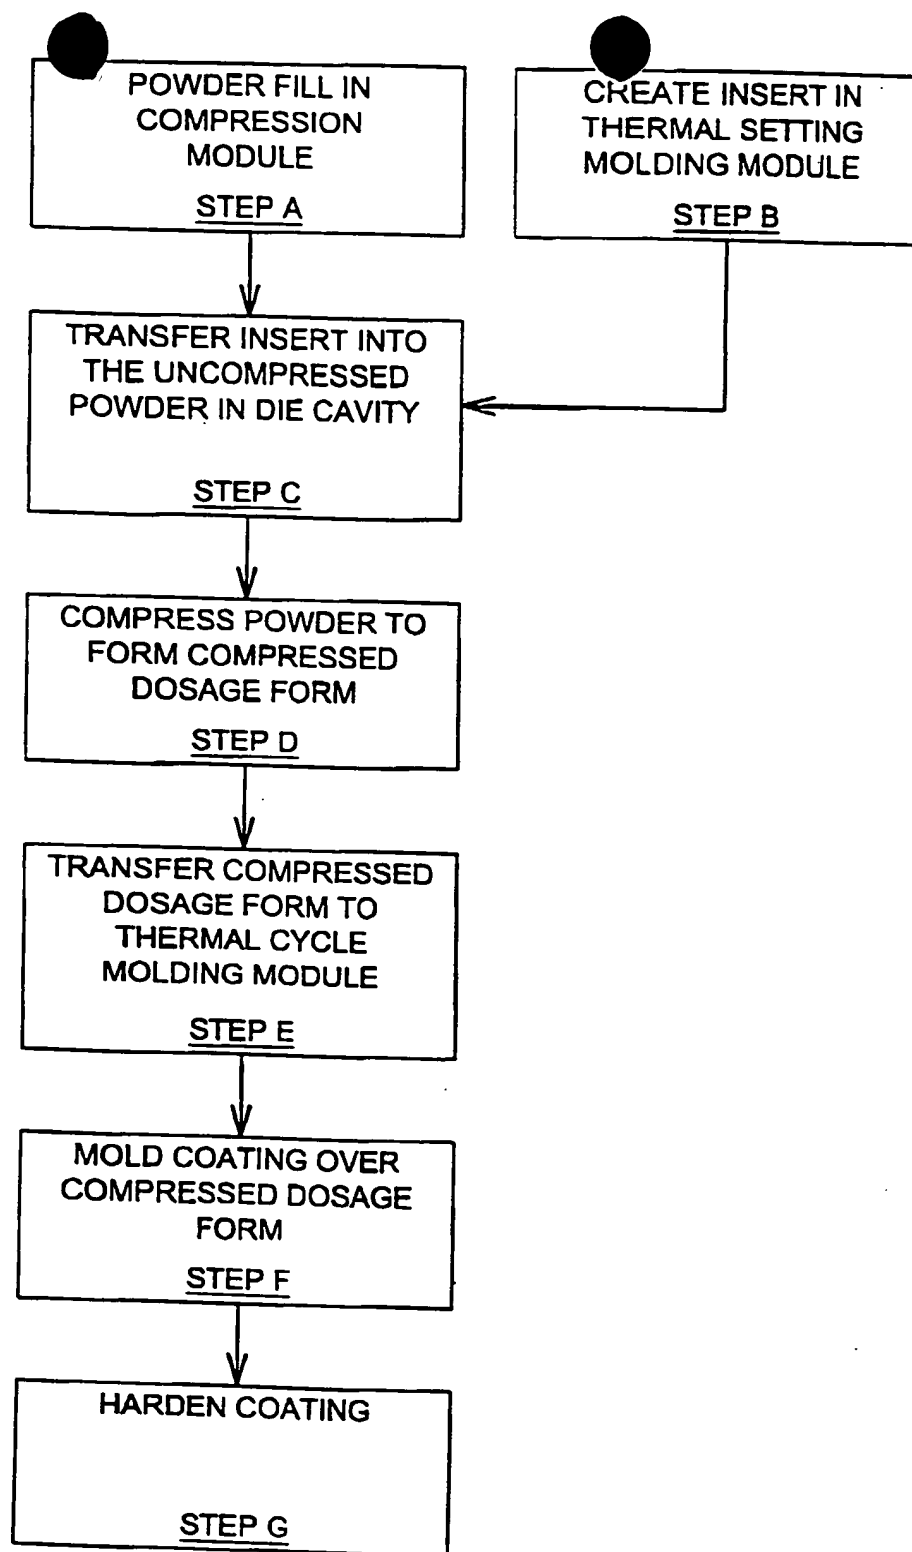 POWDER FILL IN
COMPRESSION
MODULE
STEP A
CREATE INSERT IN
THERMAL SETTING
MOLDING MODULE
STEP B
TRANSFER INSERT INTO
THE UNCOMPRESSED
POWDER IN DIE CAVITY
STEP C
COMPRESS POWDER TO
FORM COMPRESSED
DOSAGE FORM
STEP D
TRANSFER COMPRESSED
DOSAGE FORM TO
THERMAL CYCLE
MOLDING MODULE
STEP E
MOLD COATING OVER
COMPRESSED DOSAGE
FORM
STEP F
HARDEN COATING
STEP G